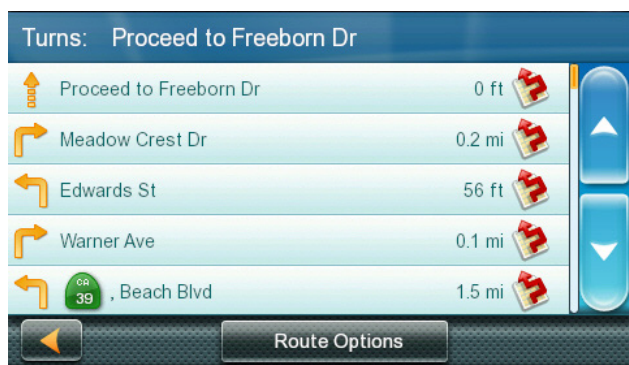 Turns: Proceed to Freeborn Dr
Proceed to Freeborn Dr 0 ft
Meadow Crest Dr 0.2 mi
Edwards St 56 ft
Warner Ave 0.1 mi
CA 39 , Beach Blvd 1.5 mi
Route Options